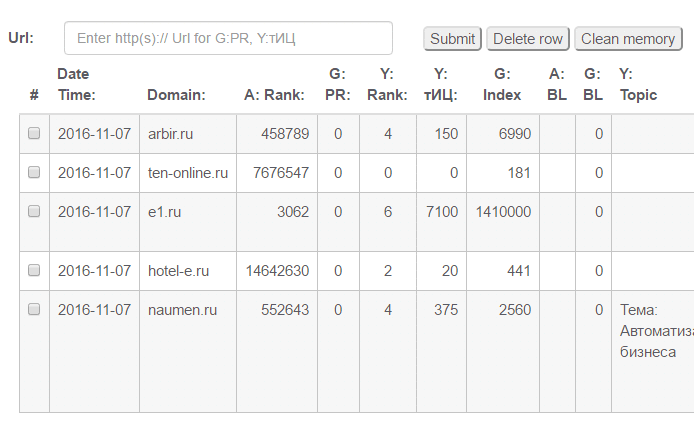 Url: Enter http(s):// Url for G:PR, Y:тИЦ Submit Delete row Clean memory
Date G: Y: Y: G: A: G: Y:
# Time: Domain: A: Rank: PR: Rank: тИЦ: Index BL BL Topic
2016-11-07 arbir.ru 458789 0 4 150 6990 0
2016-11-07 ten-online.ru 7676547 0 0 0 181 0
2016-11-07 e1.ru 3062 0 6 7100 1410000 0
2016-11-07 hotel-e.ru 14642630 0 2 20 441 0
2016-11-07 naumen.ru 552643 0 4 375 2560 0 Тема:
Автоматиза
бизнеса